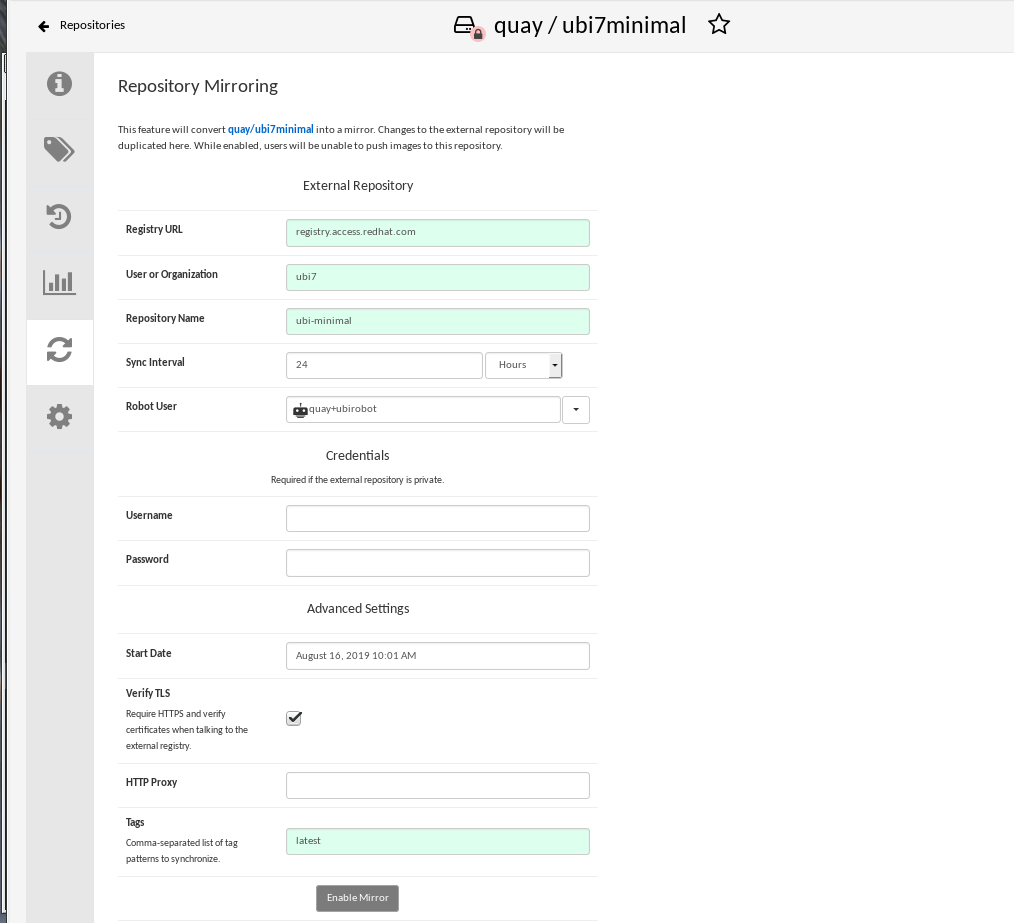 Repositories
quay / ubi7minimal
Repository Mirroring
This feature will convert quay/ubi7minimal into a mirror. Changes to the external repository will be
duplicated here. While enabled, users will be unable to push images to this repository.
External Repository
Registry URL
registry.access.redhat.com
User or Organization
ubi7
Repository Name
ubi-minimal
Sync Interval
24
Hours
Robot User
quay+ubirobot
Credentials
Required if the external repository is private.
Username
Password
Advanced Settings
Start Date
August 16, 2019 10:01 AM
Verify TLS
Require HTTPS and verify
certificates when talking to the
external registry.
HTTP Proxy
Tags
Comma-separated list of tag
patterns to synchronize.
latest
Enable Mirror